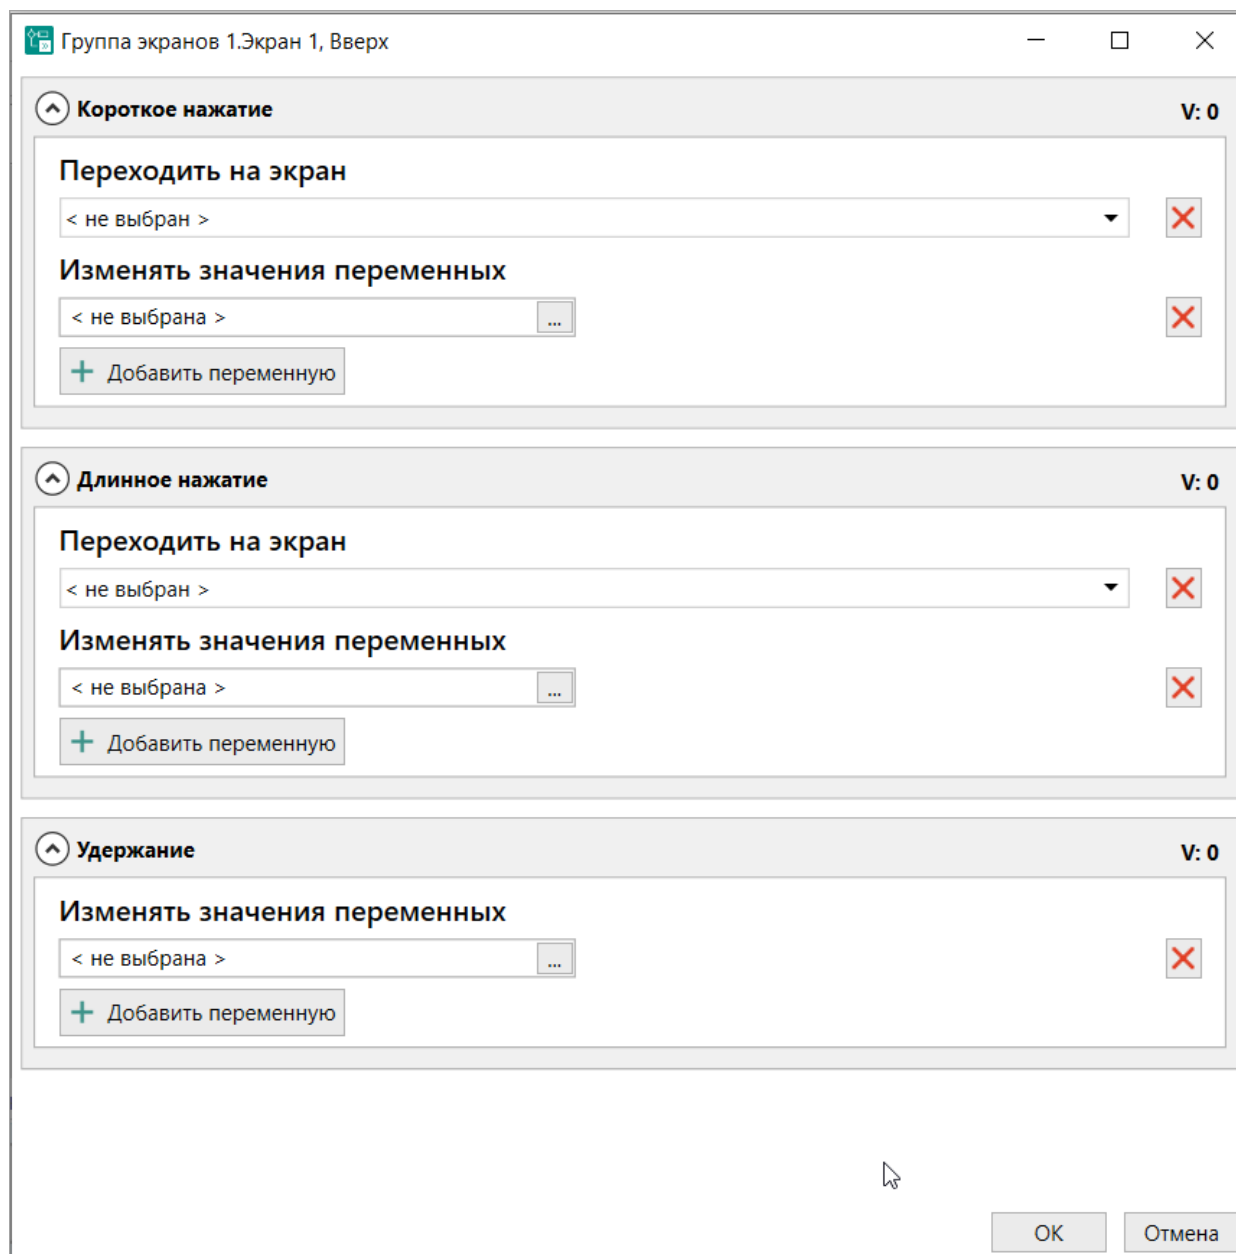 Группа экранов 1.Экран 1, Вверх
Короткое нажатие V: 0
Переходить на экран
< не выбран >
Изменять значения переменных
< не выбрана > ...
Добавить переменную
Длинное нажатие V: 0
Переходить на экран
< не выбран >
Изменять значения переменных
< не выбрана > ...
Добавить переменную
Удержание V: 0
Изменять значения переменных
< не выбрана > ...
Добавить переменную
OK Отмена